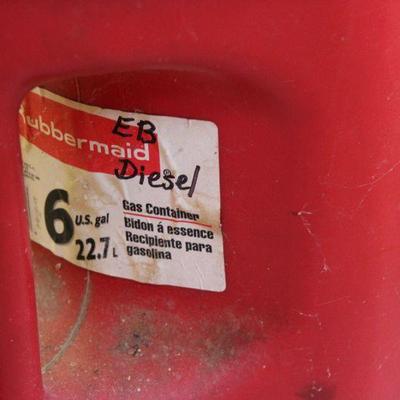 EB
Rubbermaid
Diesel
6 U.S. gal
22.7 L
Gas Container
Bidon á essence
Recipiente para
gasolina